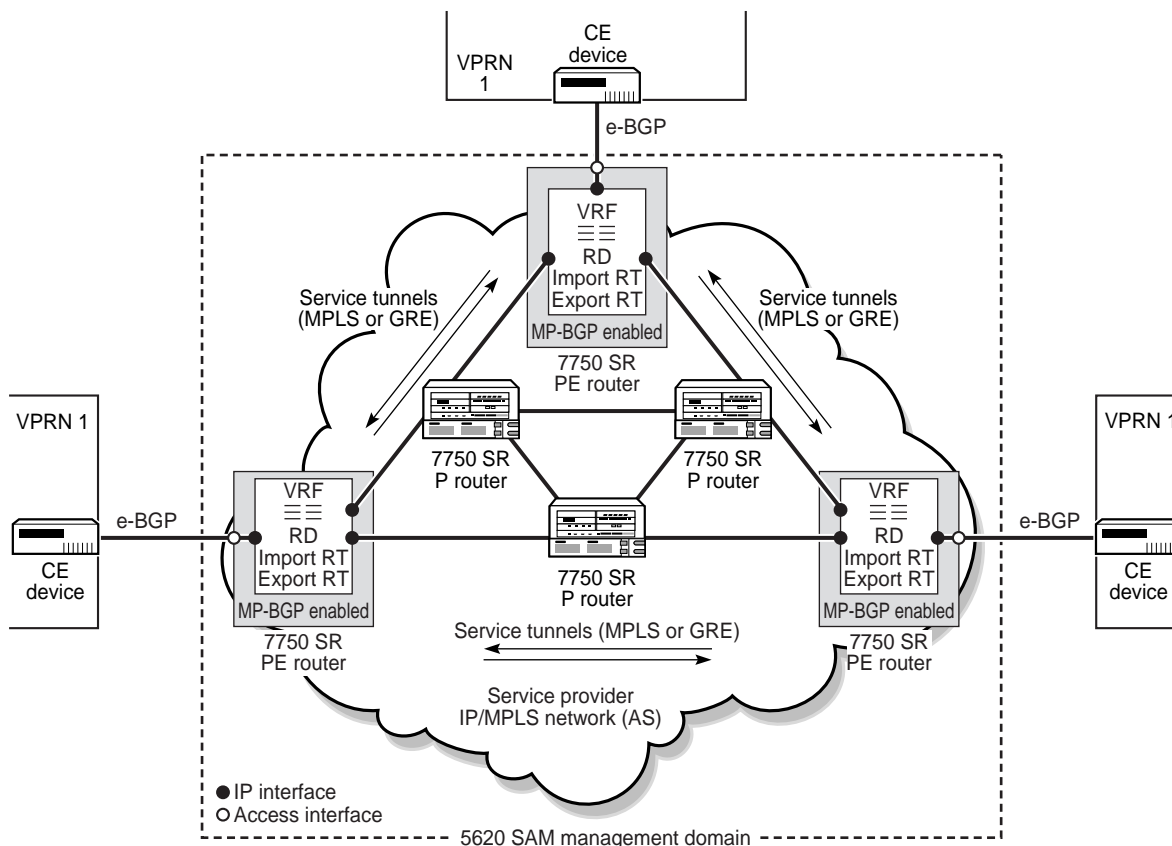 CE
device
VPRN
1
e-BGP
VRF
RD
Import RT
Export RT
MP-BGP enabled
7750 SR
PE router
Service tunnels
(MPLS or GRE)
Service tunnels
(MPLS or GRE)
7750 SR
P router
7750 SR
P router
VPRN 1
e-BGP
CE
device
VRF
RD
Import RT
Export RT
MP-BGP enabled
7750 SR
PE router
7750 SR
P router
VRF
RD
Import RT
Export RT
MP-BGP enabled
7750 SR
PE router
VPRN 1
e-BGP
CE
device
Service tunnels (MPLS or GRE)
Service provider
IP/MPLS network (AS)
IP interface
Access interface
5620 SAM management domain